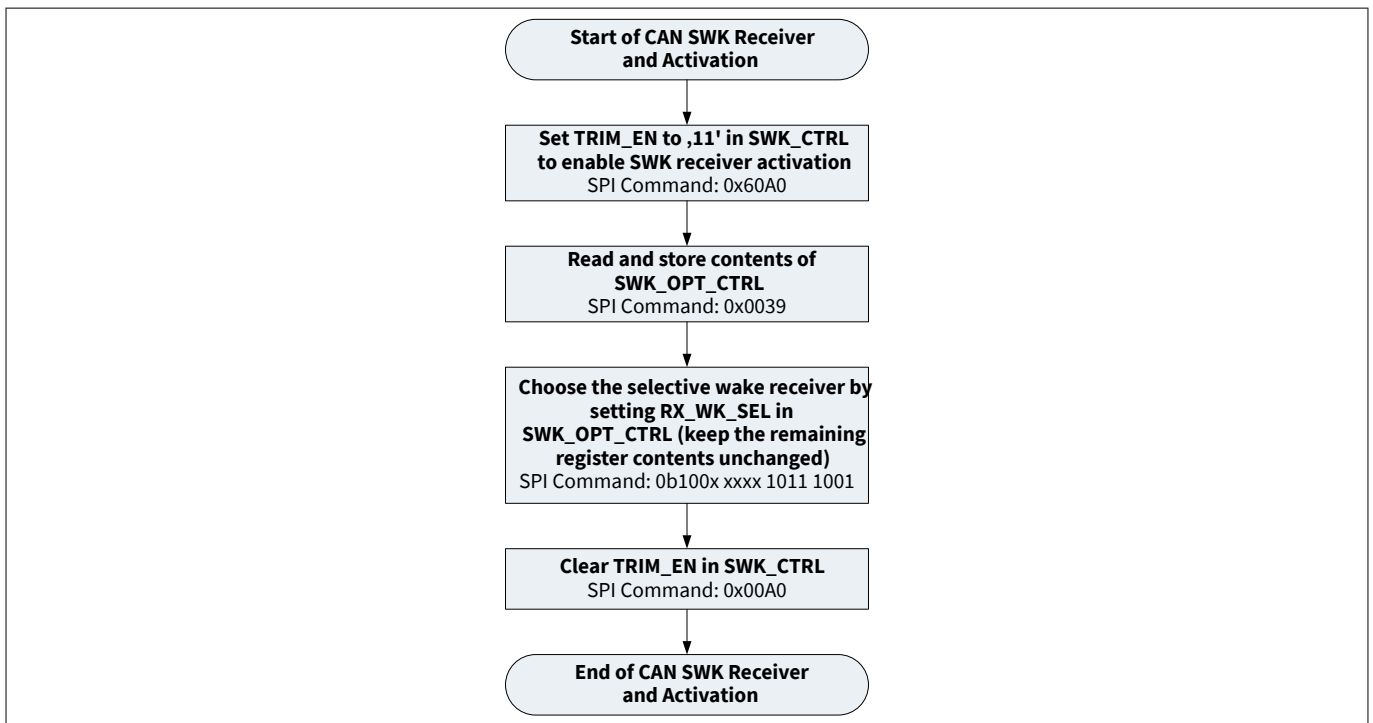 Start of CAN SWK Receiver
and Activation
Set TRIM_EN to ‚11' in SWK_CTRL
to enable SWK receiver activation
SPI Command: 0x60A0
Read and store contents of
SWK_OPT_CTRL
SPI Command: 0x0039
Choose the selective wake receiver by
setting RX_WK_SEL in
SWK_OPT_CTRL (keep the remaining
register contents unchanged)
SPI Command: 0b100x xxxx 1011 1001
Clear TRIM_EN in SWK_CTRL
SPI Command: 0x00A0
End of CAN SWK Receiver
and Activation